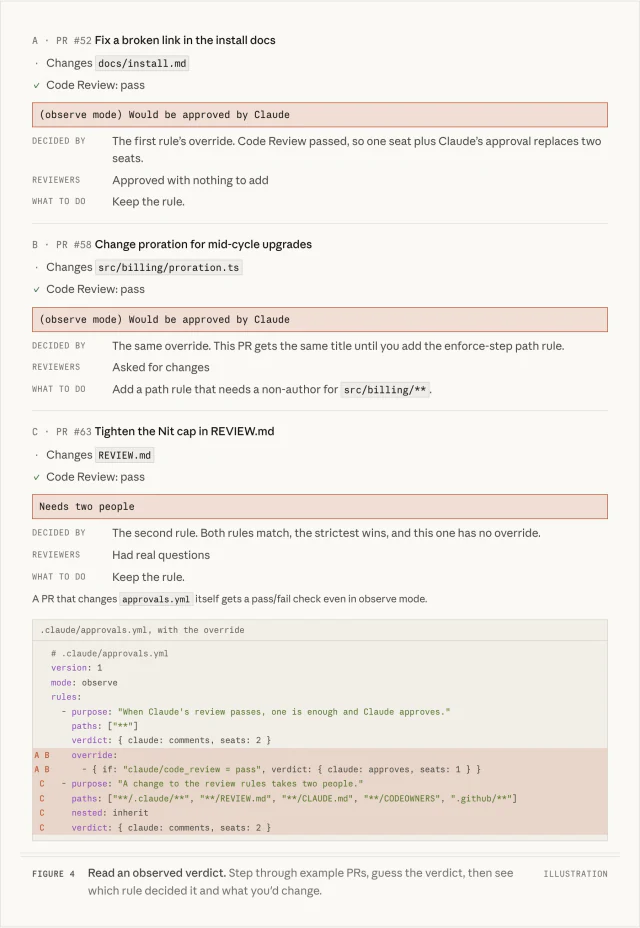 A · PR #52 Fix a broken link in the install docs
· Changes docs/install.md
✓ Code Review: pass
(observe mode) Would be approved by Claude
DECIDED BY The first rule's override. Code Review passed, so one seat plus Claude's approval replaces two
seats.
REVIEWERS Approved with nothing to add
WHAT TO DO Keep the rule.
B · PR #58 Change proration for mid-cycle upgrades
· Changes src/billing/proration.ts
✓ Code Review: pass
(observe mode) Would be approved by Claude
DECIDED BY The same override. This PR gets the same title until you add the enforce-step path rule.
REVIEWERS Asked for changes
WHAT TO DO Add a path rule that needs a non-author for src/billing/**.
C · PR #63 Tighten the Nit cap in REVIEW.md
· Changes REVIEW.md
✓ Code Review: pass
Needs two people
DECIDED BY The second rule. Both rules match, the strictest wins, and this one has no override.
REVIEWERS Had real questions
WHAT TO DO Keep the rule.
A PR that changes approvals.yml itself gets a pass/fail check even in observe mode.
.claude/approvals.yml, with the override
# .claude/approvals.yml
version: 1
mode: observe
rules:
- purpose: "When Claude's review passes, one is enough and Claude approves."
paths: ["**"]
verdict: { claude: comments, seats: 2 }
A B override:
A B - { if: "claude/code_review = pass", verdict: { claude: approves, seats: 1 } }
C - purpose: "A change to the review rules takes two people."
C paths: ["**/.claude/**", "**/REVIEW.md", "**/CLAUDE.md", "**/CODEOWNERS", ".github/**"]
C nested: inherit
C verdict: { claude: comments, seats: 2 }
FIGURE 4 Read an observed verdict. Step through example PRs, guess the verdict, then see ILLUSTRATION
which rule decided it and what you'd change.